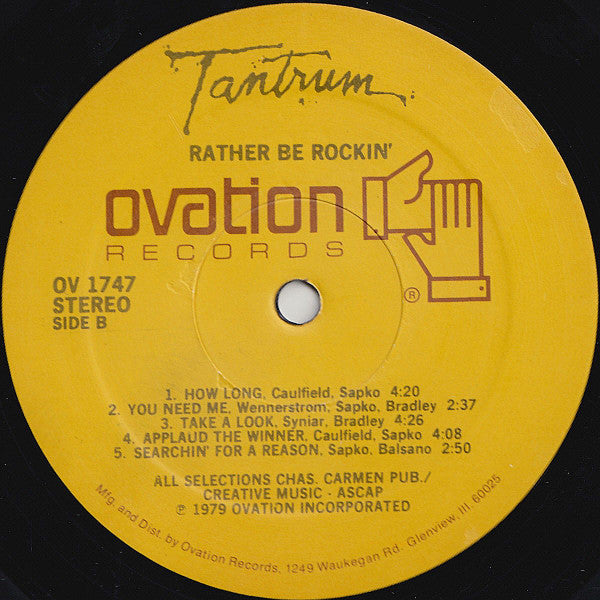 Tantrum
RATHER BE ROCKIN'
ovation
RECORDS
®
OV 1747
STEREO
SIDE B
1. HOW LONG, Caulfield, Sapko 4:20
2. YOU NEED ME, Wennerstrom, Sapko, Bradley 2:37
3. TAKE A LOOK, Syniar, Bradley 4:26
4. APPLAUD THE WINNER, Caulfield, Sapko 4:08
5. SEARCHIN' FOR A REASON, Sapko, Balsano 2:50
ALL SELECTIONS CHAS. CARMEN PUB./
CREATIVE MUSIC - ASCAP
℗ 1979 OVATION INCORPORATED
Mfg. and Dist. by Ovation Records, 1249 Waukegan Rd. Glenview, Ill. 60025